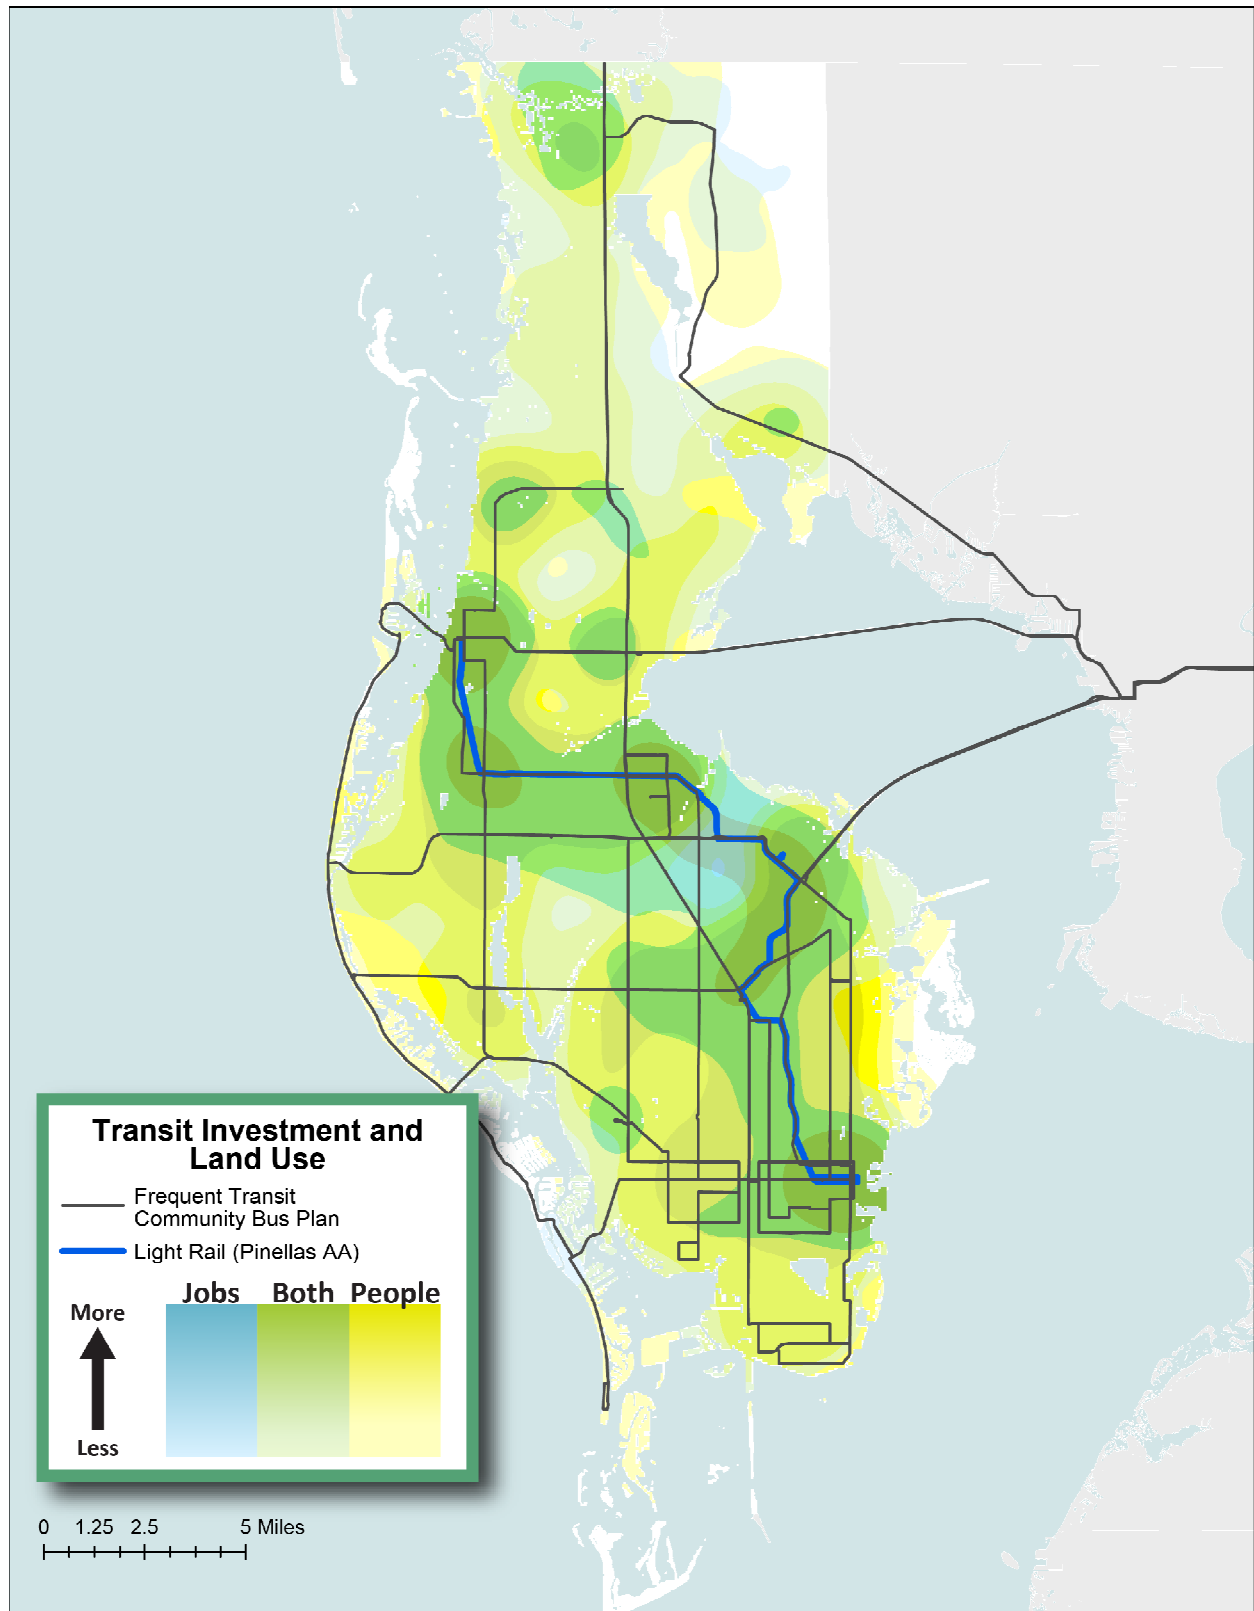 Transit Investment and
Land Use
Frequent Transit
Community Bus Plan
Light Rail (Pinellas AA)
Jobs Both People
More
Less
0 1.25 2.5 5 Miles